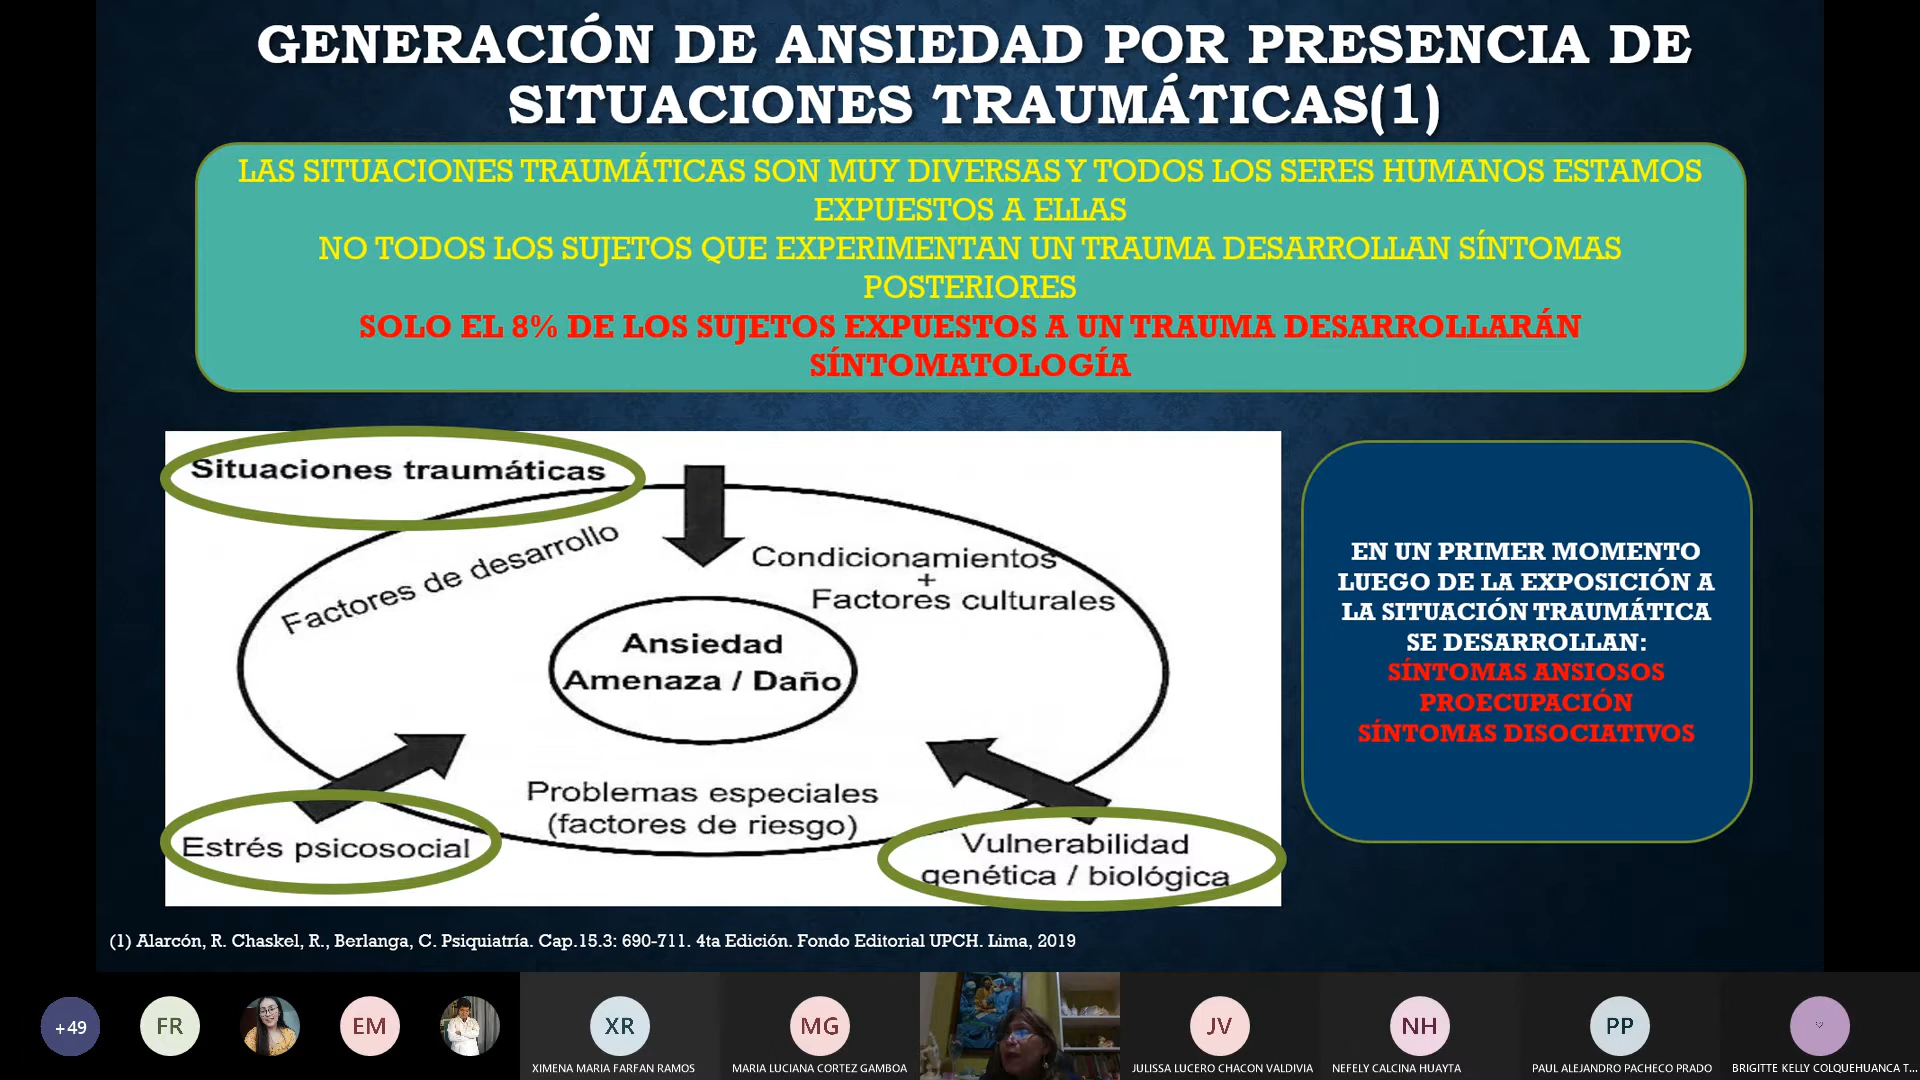 GENERACIÓN DE ANSIEDAD POR PRESENCIA DE
SITUACIONES TRAUMÁTICAS(1)
LAS SITUACIONES TRAUMÁTICAS SON MUY DIVERSAS Y TODOS LOS SERES HUMANOS ESTAMOS
EXPUESTOS A ELLAS
NO TODOS LOS SUJETOS QUE EXPERIMENTAN UN TRAUMA DESARROLLAN SÍNTOMAS
POSTERIORES
SOLO EL 8% DE LOS SUJETOS EXPUESTOS A UN TRAUMA DESARROLLARÁN
SÍNTOMATOLOGÍA
Situaciones traumáticas
Factores de desarrollo
Condicionamientos
+
Factores culturales
Ansiedad
Amenaza / Daño
Problemas especiales
(factores de riesgo)
Estrés psicosocial
Vulnerabilidad
genética / biológica
EN UN PRIMER MOMENTO
LUEGO DE LA EXPOSICIÓN A
LA SITUACIÓN TRAUMÁTICA
SE DESARROLLAN:
SÍNTOMAS ANSIOSOS
PROECUPACIÓN
SÍNTOMAS DISOCIATIVOS
(1) Alarcón, R. Chaskel, R., Berlanga, C. Psiquiatría. Cap.15.3: 690-711. 4ta Edición. Fondo Editorial UPCH. Lima, 2019
+49
FR
EM
XR
XIMENA MARIA FARFAN RAMOS
MG
MARIA LUCIANA CORTEZ GAMBOA
JV
JULISSA LUCERO CHACON VALDIVIA
NH
NEFELY CALCINA HUAYTA
PP
PAUL ALEJANDRO PACHECO PRADO
BRIGITTE KELLY COLQUEHUANCA T...